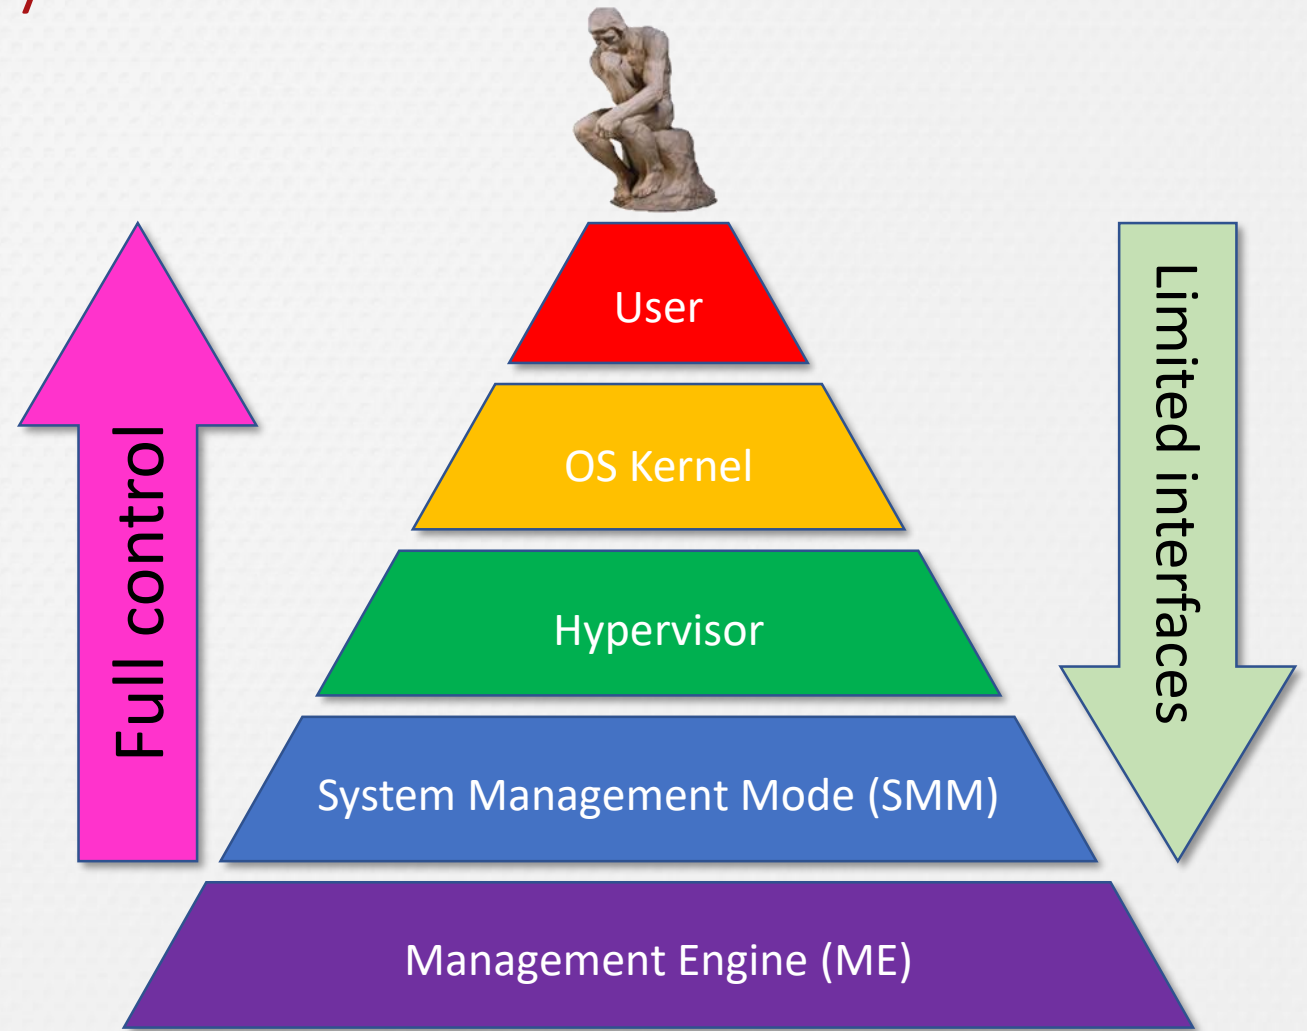 User
OS Kernel
Hypervisor
System Management Mode (SMM)
Management Engine (ME)
Full control
Limited interfaces